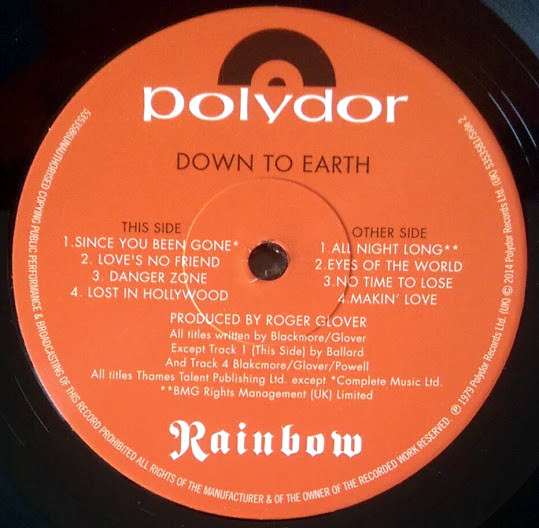 polydor
DOWN TO EARTH
THIS SIDE
1.SINCE YOU BEEN GONE*
2. LOVE'S NO FRIEND
3. DANGER ZONE
4. LOST IN HOLLYWOOD
OTHER SIDE
1.ALL NIGHT LONG**
2.EYES OF THE WORLD
3.NO TIME TO LOSE
4.MAKIN' LOVE
PRODUCED BY ROGER GLOVER
All titles written by Blackmore/Glover
Except Track 1 (This Side) by Ballard
And Track 4 Blakcmore/Glover/Powell
All titles Thames Talent Publishing Ltd. except *Complete Music Ltd.
**BMG Rights Management (UK) Limited
Rainbow
5353586UNAUTHORISED COPYING PUBLIC PERFORMANCE & BROADCASTING OF THIS RECORD PROHIBITED ALL RIGHTS OF THE MANUFACTURER & OF THE OWNER OF THE RECORDED WORK RESERVED. ℗ 1979 Polydor Records Ltd. (UK) © 2014 Polydor Records Ltd. (UK) 5353581/Side 2